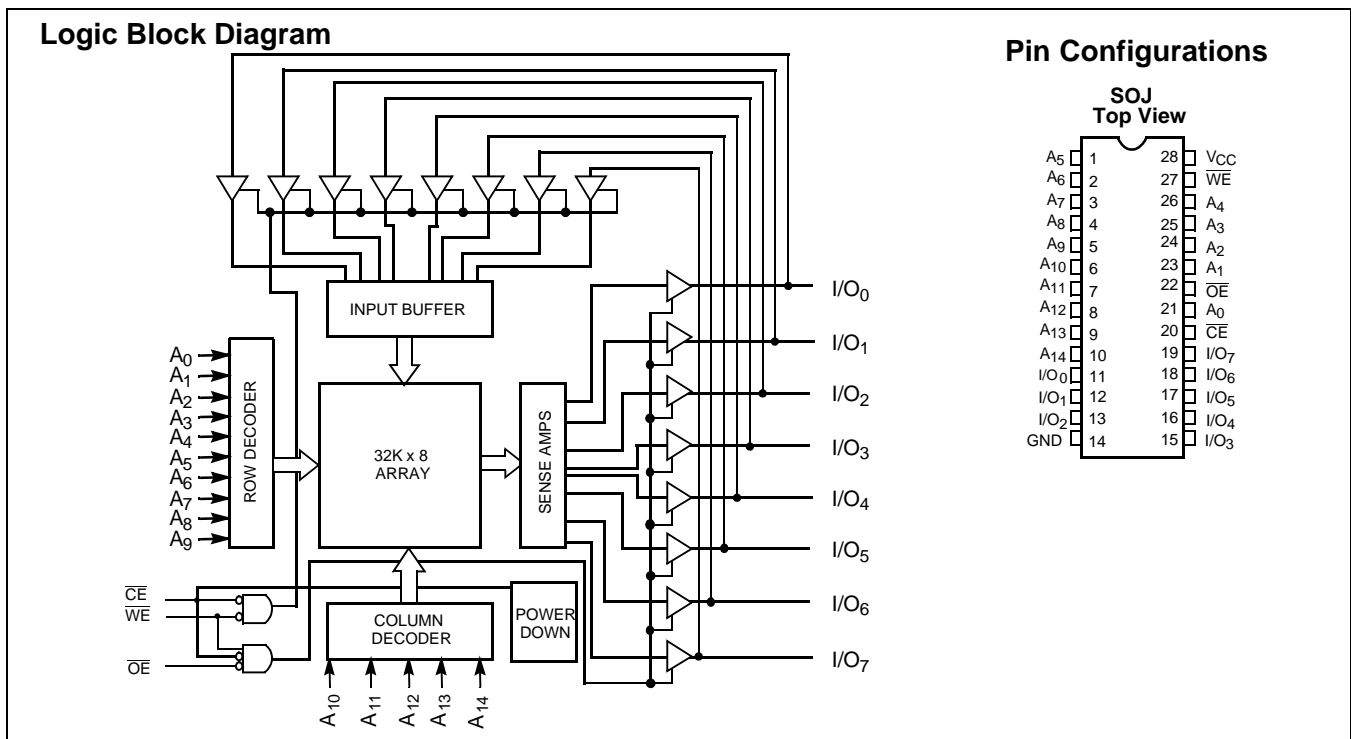 Logic Block Diagram
INPUT BUFFER
A0
A1
A2
A3
A4
A5
A6
A7
A8
A9
ROW DECODER
32K x 8
ARRAY
SENSE AMPS
I/O0
I/O1
I/O2
I/O3
I/O4
I/O5
I/O6
I/O7
CE
WE
OE
COLUMN
DECODER
POWER
DOWN
A10
A11
A12
A13
A14
Pin Configurations
SOJ
Top View
A5 1 28 VCC
A6 2 27 WE
A7 3 26 A4
A8 4 25 A3
A9 5 24 A2
A10 6 23 A1
A11 7 22 OE
A12 8 21 A0
A13 9 20 CE
A14 10 19 I/O7
I/O0 11 18 I/O6
I/O1 12 17 I/O5
I/O2 13 16 I/O4
GND 14 15 I/O3